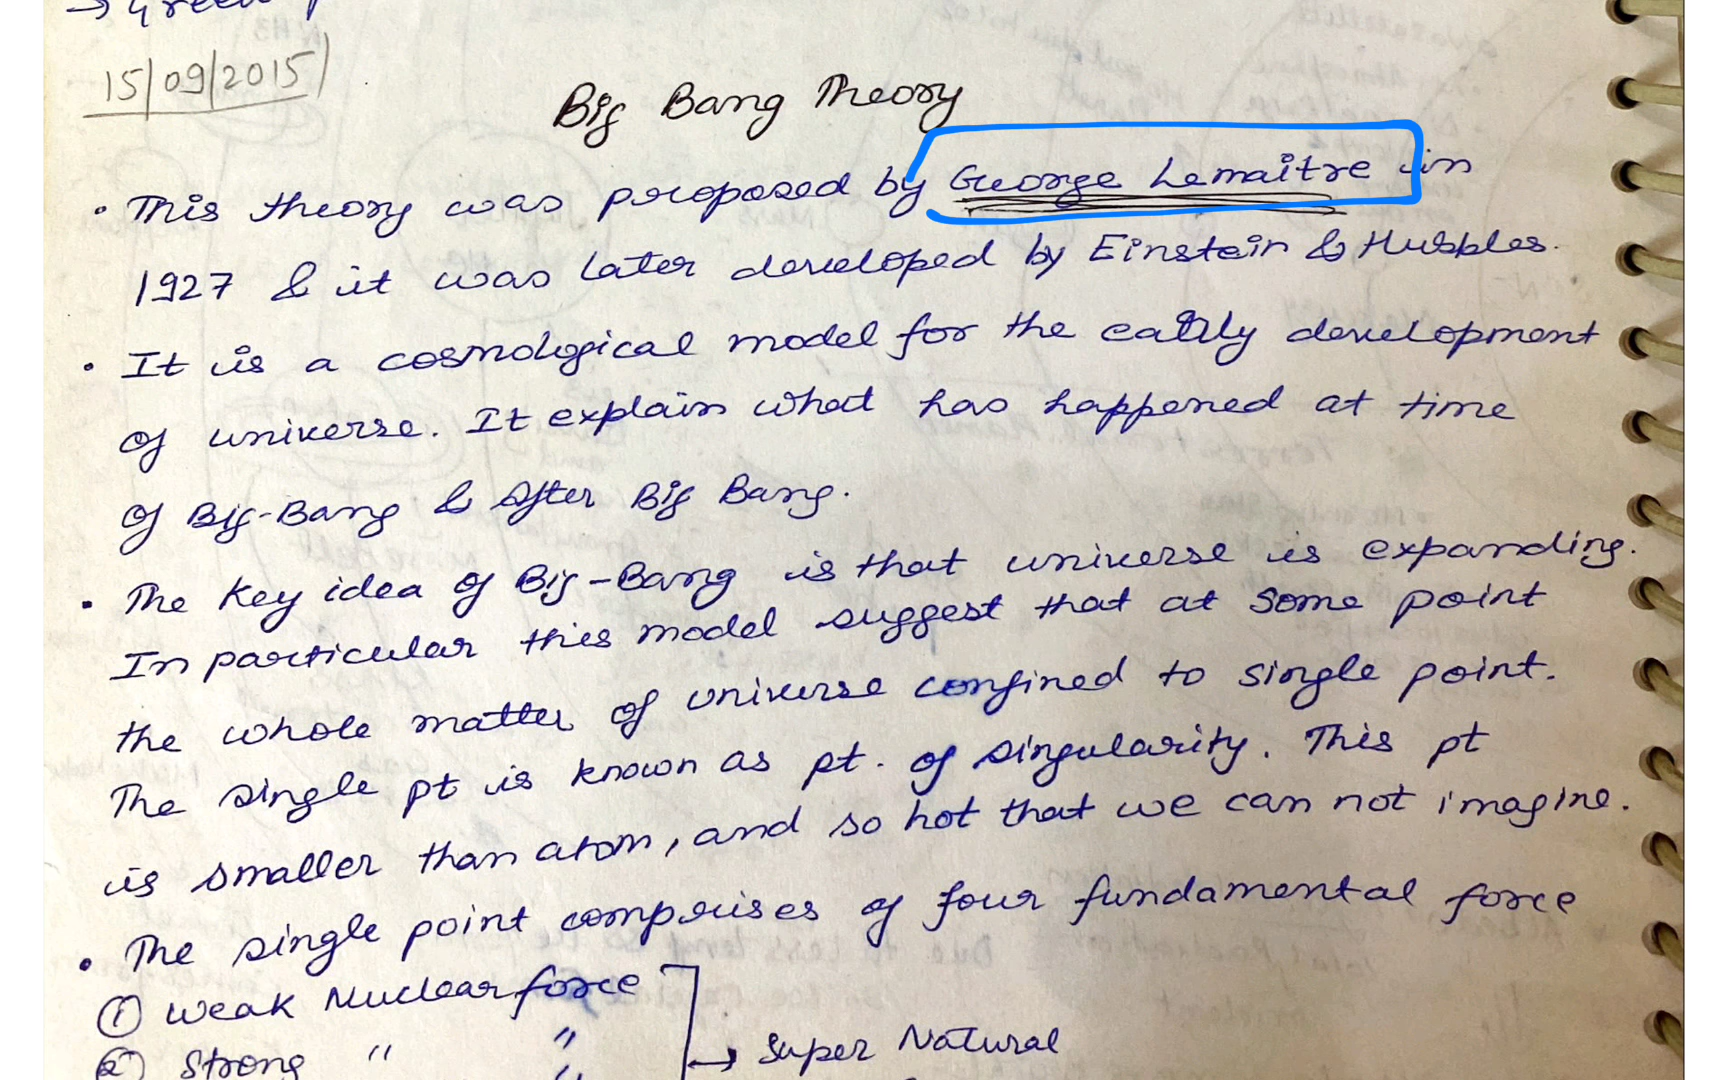 15/09/2015
Big Bang Theory
• This theory was proposed by George Lemaitre in
1927 & it was later developed by Einstein & Hubbles.
• It is a cosmological model for the early development
of universe. It explain what has happened at time
of Big-Bang & After Big Bang.
• The key idea of Big-Bang is that universe is expanding.
In particular this model suggest that at some point
the whole matter of universe confined to single point.
The single pt is known as pt. of singularity. This pt
is smaller than atom, and so hot that we can not imagine.
• The single point comprises of four fundamental force
① Weak Nuclear force
② Strong " " → Super Natural